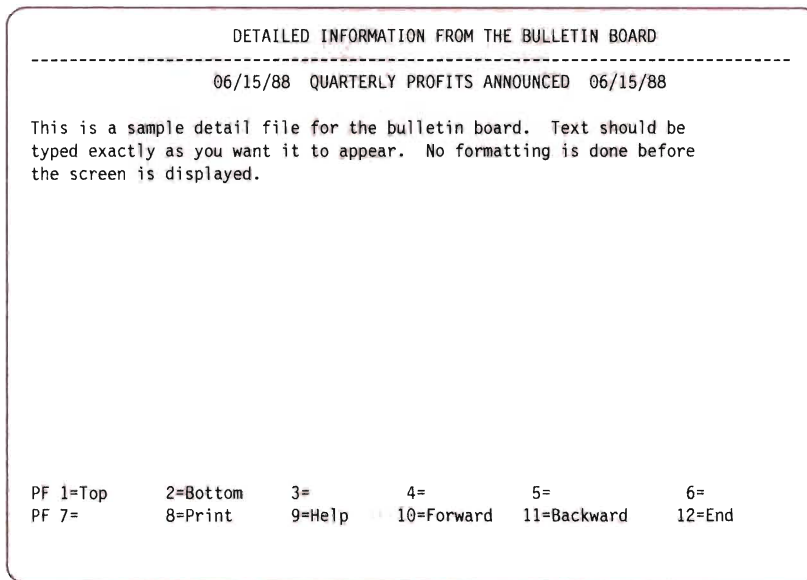 DETAILED INFORMATION FROM THE BULLETIN BOARD
--------------------------------------------------------------------------------
06/15/88 QUARTERLY PROFITS ANNOUNCED 06/15/88
This is a sample detail file for the bulletin board. Text should be
typed exactly as you want it to appear. No formatting is done before
the screen is displayed.
PF 1=Top 2=Bottom 3= 4= 5= 6=
PF 7= 8=Print 9=Help 10=Forward 11=Backward 12=End